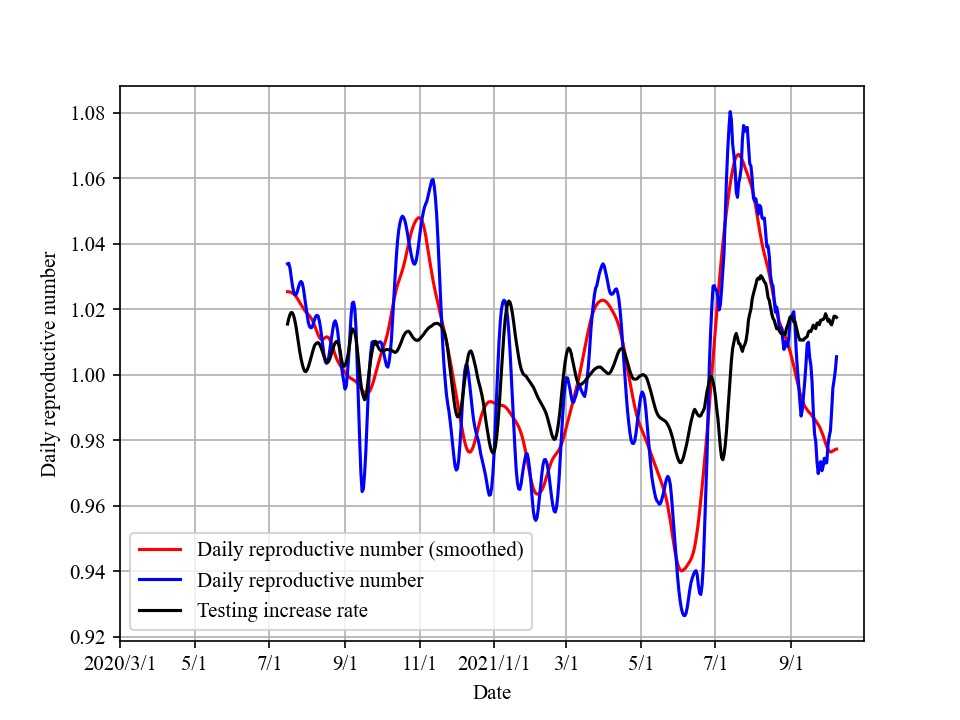 1.08
1.06
1.04
1.02
1.00
0.98
0.96
0.94
0.92
Daily reproductive number
Daily reproductive number (smoothed)
Daily reproductive number
Testing increase rate
2020/3/1 5/1 7/1 9/1 11/1 2021/1/1 3/1 5/1 7/1 9/1
Date